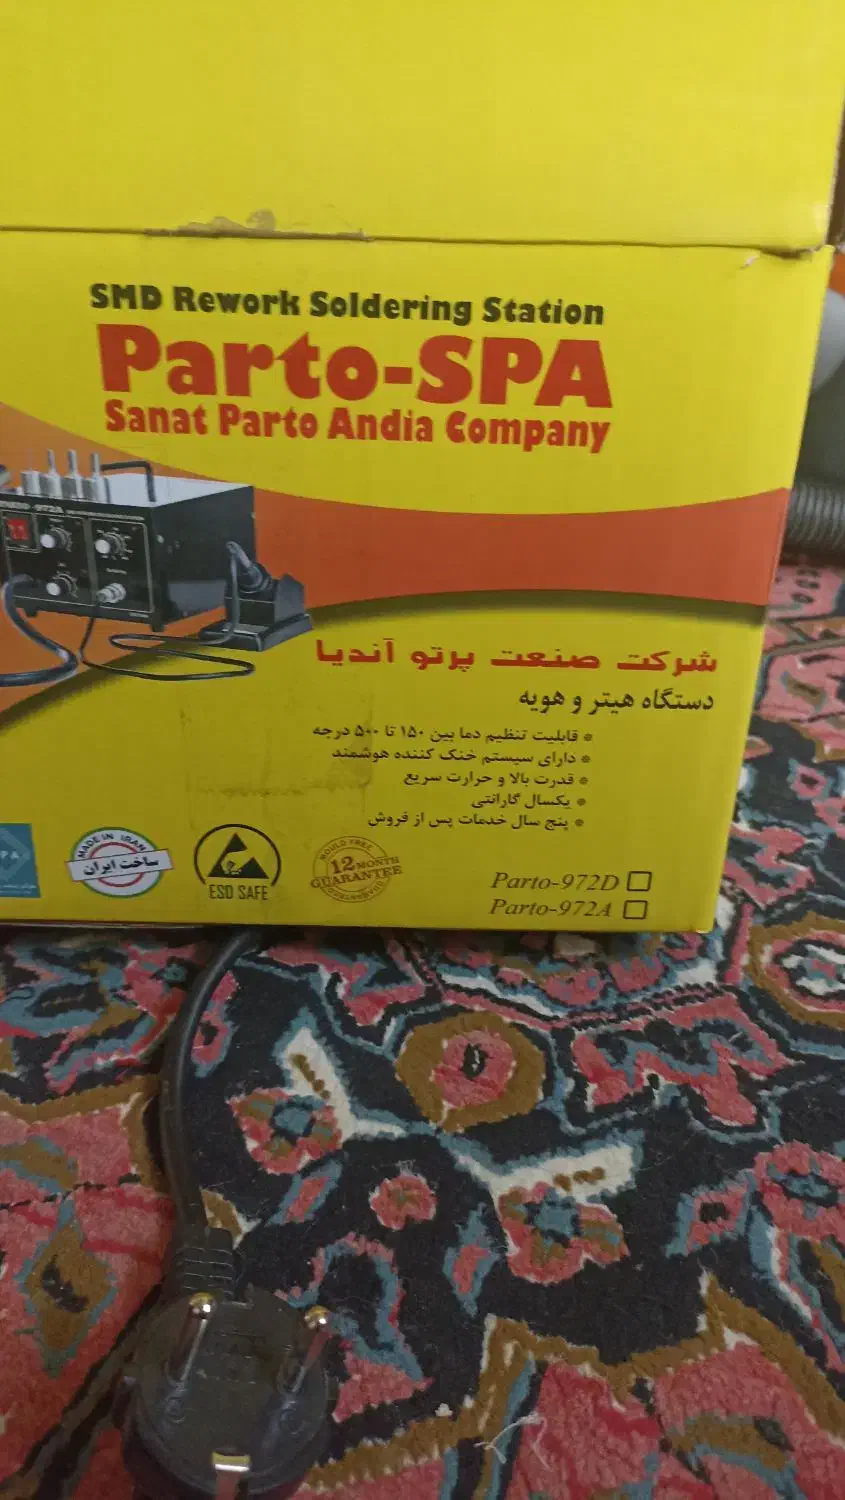 SMD Rework Soldering Station
Parto-SPA
Sanat Parto Andia Company
972A
شرکت صنعت پرتو آندیا
دستگاه هیتر و هویه
قابلیت تنظیم دما بین ۱۵۰ تا ۵۰۰ درجه
دارای سیستم خنک کننده هوشمند
قدرت بالا و حرارت سریع
یکسال گارانتی
پنج سال خدمات پس از فروش
MADE IN IRAN
ساخت ایران
ESD SAFE
12 MONTH
GUARANTEE
Parto-972D
Parto-972A